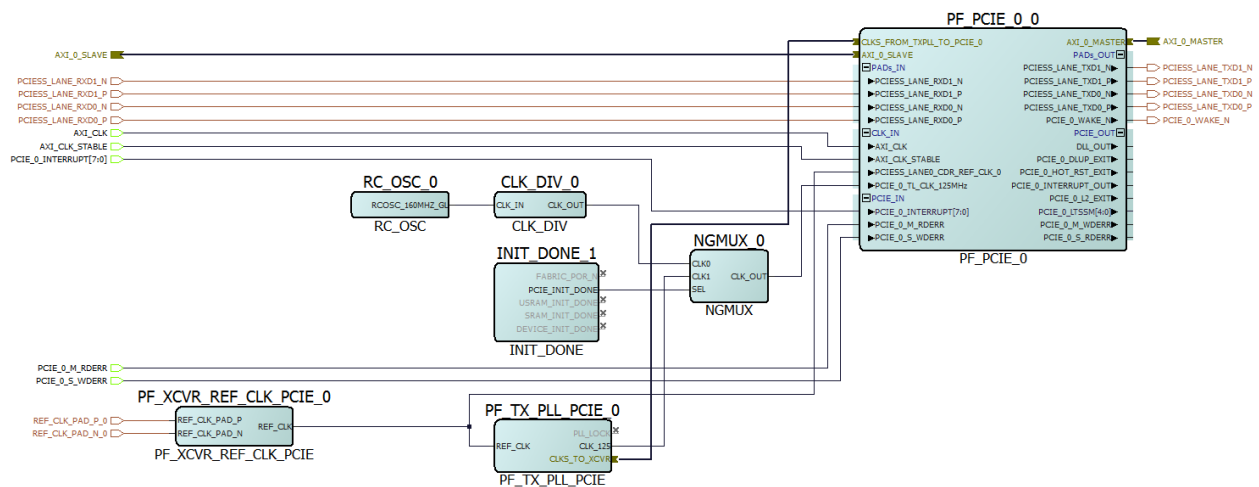 PF_PCIE_0_0
AXI_0_SLAVE
CLKS_FROM_TXPLL_TO_PCIE_0
AXI_0_MASTER
AXI_0_MASTER
AXI_0_SLAVE
PADs_OUT
PADs_IN
PCIESS_LANE_TXD1_N
PCIESS_LANE_TXD1_N
PCIESS_LANE_RXD1_N
PCIESS_LANE_RXD1_N
PCIESS_LANE_TXD1_P
PCIESS_LANE_TXD1_P
PCIESS_LANE_RXD1_P
PCIESS_LANE_RXD1_P
PCIESS_LANE_TXD0_N
PCIESS_LANE_TXD0_N
PCIESS_LANE_RXD0_N
PCIESS_LANE_RXD0_N
PCIESS_LANE_TXD0_P
PCIESS_LANE_TXD0_P
PCIESS_LANE_RXD0_P
PCIESS_LANE_RXD0_P
PCIE_0_WAKE_N
PCIE_0_WAKE_N
AXI_CLK
CLK_IN
PCIE_OUT
AXI_CLK_STABLE
AXI_CLK
DLL_OUT
PCIE_0_INTERRUPT[7:0]
AXI_CLK_STABLE
PCIE_0_DLUP_EXIT
PCIESS_LANE0_CDR_REF_CLK_0
PCIE_0_HOT_RST_EXIT
PCIE_0_TL_CLK_125MHz
PCIE_0_INTERRUPT_OUT
PCIE_IN
PCIE_0_L2_EXIT
PCIE_0_INTERRUPT[7:0]
PCIE_0_LTSSM[4:0]
PCIE_0_M_RDERR
PCIE_0_M_WDERR
PCIE_0_S_WDERR
PCIE_0_S_RDERR
PF_PCIE_0
RC_OSC_0
RCOSC_160MHZ_GL
RC_OSC
CLK_DIV_0
CLK_IN
CLK_OUT
CLK_DIV
NGMUX_0
CLK0
CLK1
CLK_OUT
SEL
NGMUX
INIT_DONE_1
FABRIC_POR_N
PCIE_INIT_DONE
USRAM_INIT_DONE
SRAM_INIT_DONE
DEVICE_INIT_DONE
INIT_DONE
PCIE_0_M_RDERR
PCIE_0_S_WDERR
PF_XCVR_REF_CLK_PCIE_0
REF_CLK_PAD_P_0
REF_CLK_PAD_P
REF_CLK
REF_CLK_PAD_N_0
REF_CLK_PAD_N
PF_XCVR_REF_CLK_PCIE
PF_TX_PLL_PCIE_0
PLL_LOCK
REF_CLK
CLK_125
CLKS_TO_XCVR
PF_TX_PLL_PCIE